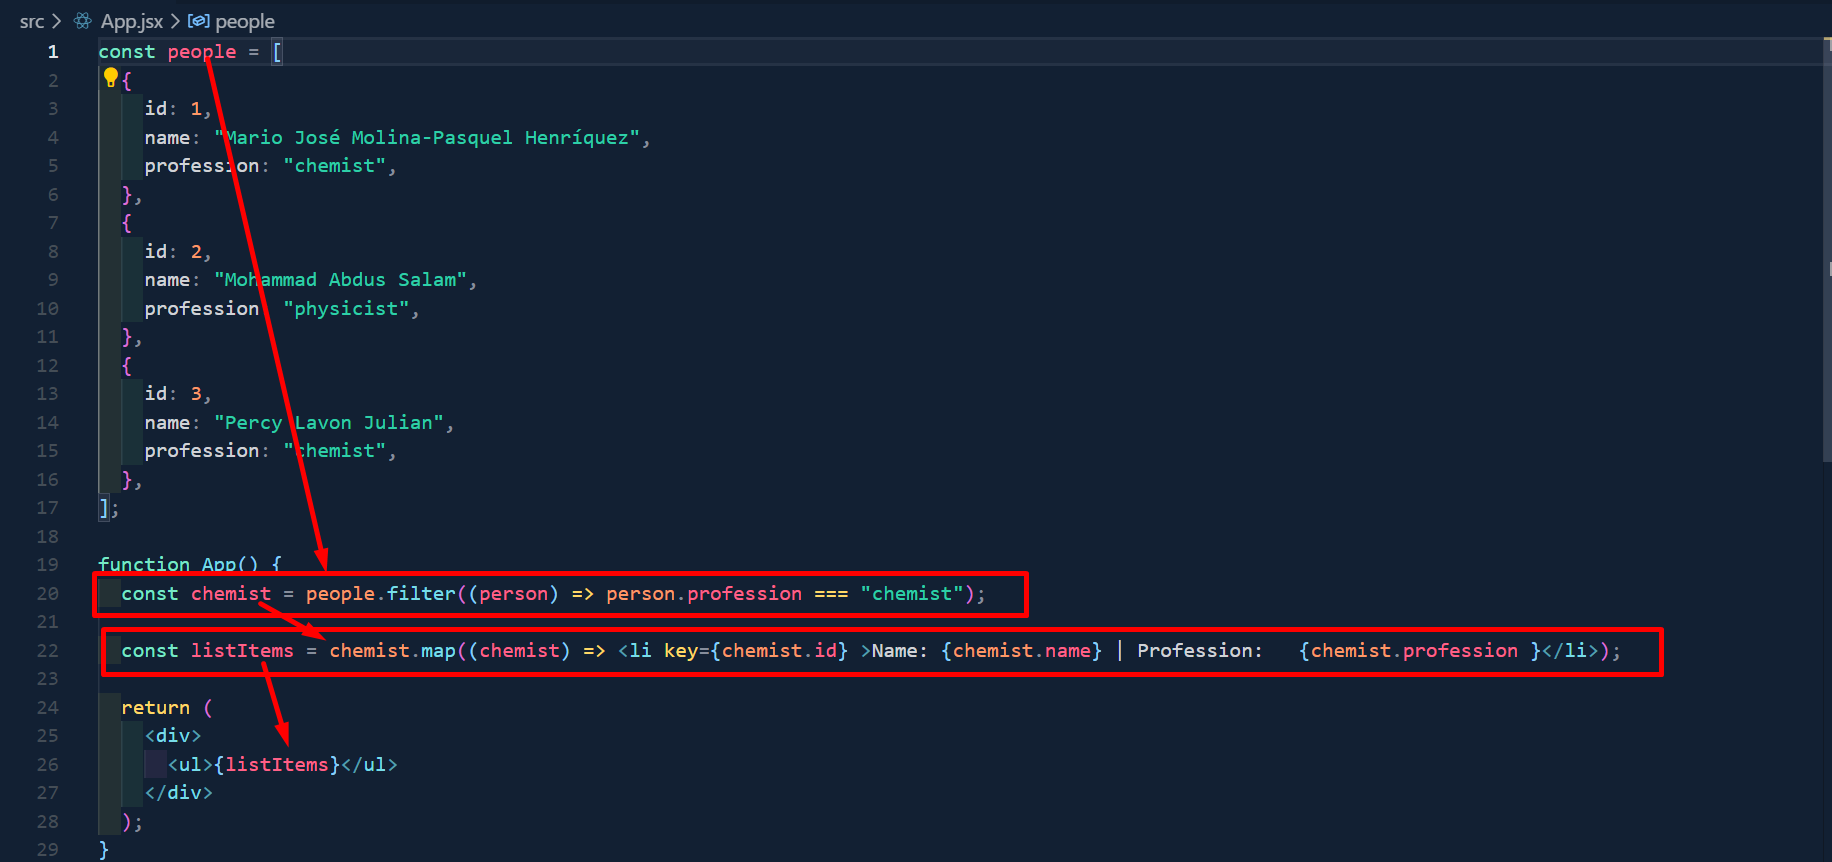 src > App.jsx > people
1 const people = [
2 {
3 id: 1,
4 name: "Mario José Molina-Pasquel Henríquez",
5 profession: "chemist",
6 },
7 {
8 id: 2,
9 name: "Mohammad Abdus Salam",
10 profession "physicist",
11 },
12 {
13 id: 3,
14 name: "Percy Lavon Julian",
15 profession: "chemist",
16 },
17 ];
18
19 function App() {
20 const chemist = people.filter((person) => person.profession === "chemist");
21
22 const listItems = chemist.map((chemist) => <li key={chemist.id} >Name: {chemist.name} | Profession:   {chemist.profession }</li>);
23
24 return (
25 <div>
26 <ul>{listItems}</ul>
27 </div>
28 );
29 }